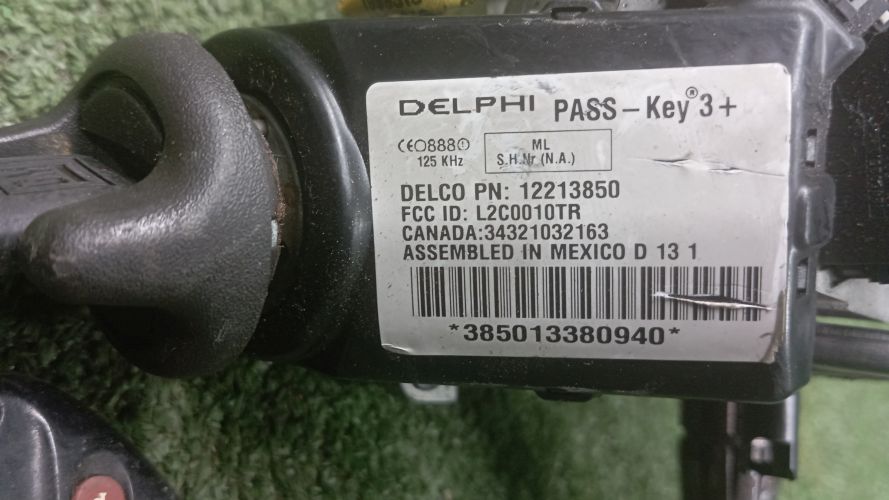 DELPHI PASS-Key® 3+
CE0888ⓘ
125 KHz
ML
S.H.Nr (N.A.)
DELCO PN: 12213850
FCC ID: L2C0010TR
CANADA:34321032163
ASSEMBLED IN MEXICO D 13 1
*385013380940*